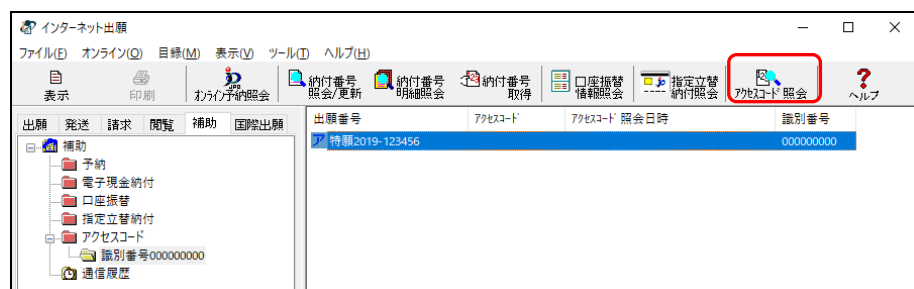 インターネット出願
ファイル(F) オンライン(O) 目録(M) 表示(V) ツール(T) ヘルプ(H)
表示 印刷 オンライン予納照会 納付番号照会/更新 納付番号明細照会 納付番号取得 口座振替情報照会 指定立替納付照会 アクセスコード照会 ヘルプ
出願 発送 請求 閲覧 補助 国際出願
出願番号 アクセスコード アクセスコード照会日時 識別番号
ア 特願2019-123456 000000000
補助
予納
電子現金納付
口座振替
指定立替納付
アクセスコード
識別番号000000000
通信履歴